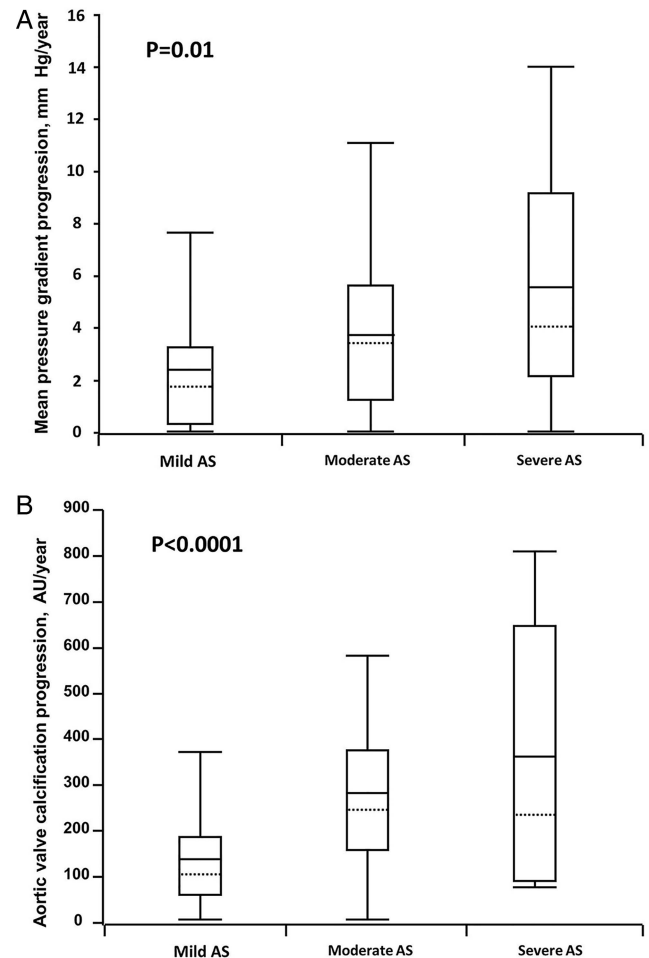 A
Mean pressure gradient progression, mm Hg/year
16
14
12
10
8
6
4
2
0
P=0.01
Mild AS
Moderate AS
Severe AS
B
Aortic valve calcification progression, AU/year
900
800
700
600
500
400
300
200
100
0
P<0.0001
Mild AS
Moderate AS
Severe AS